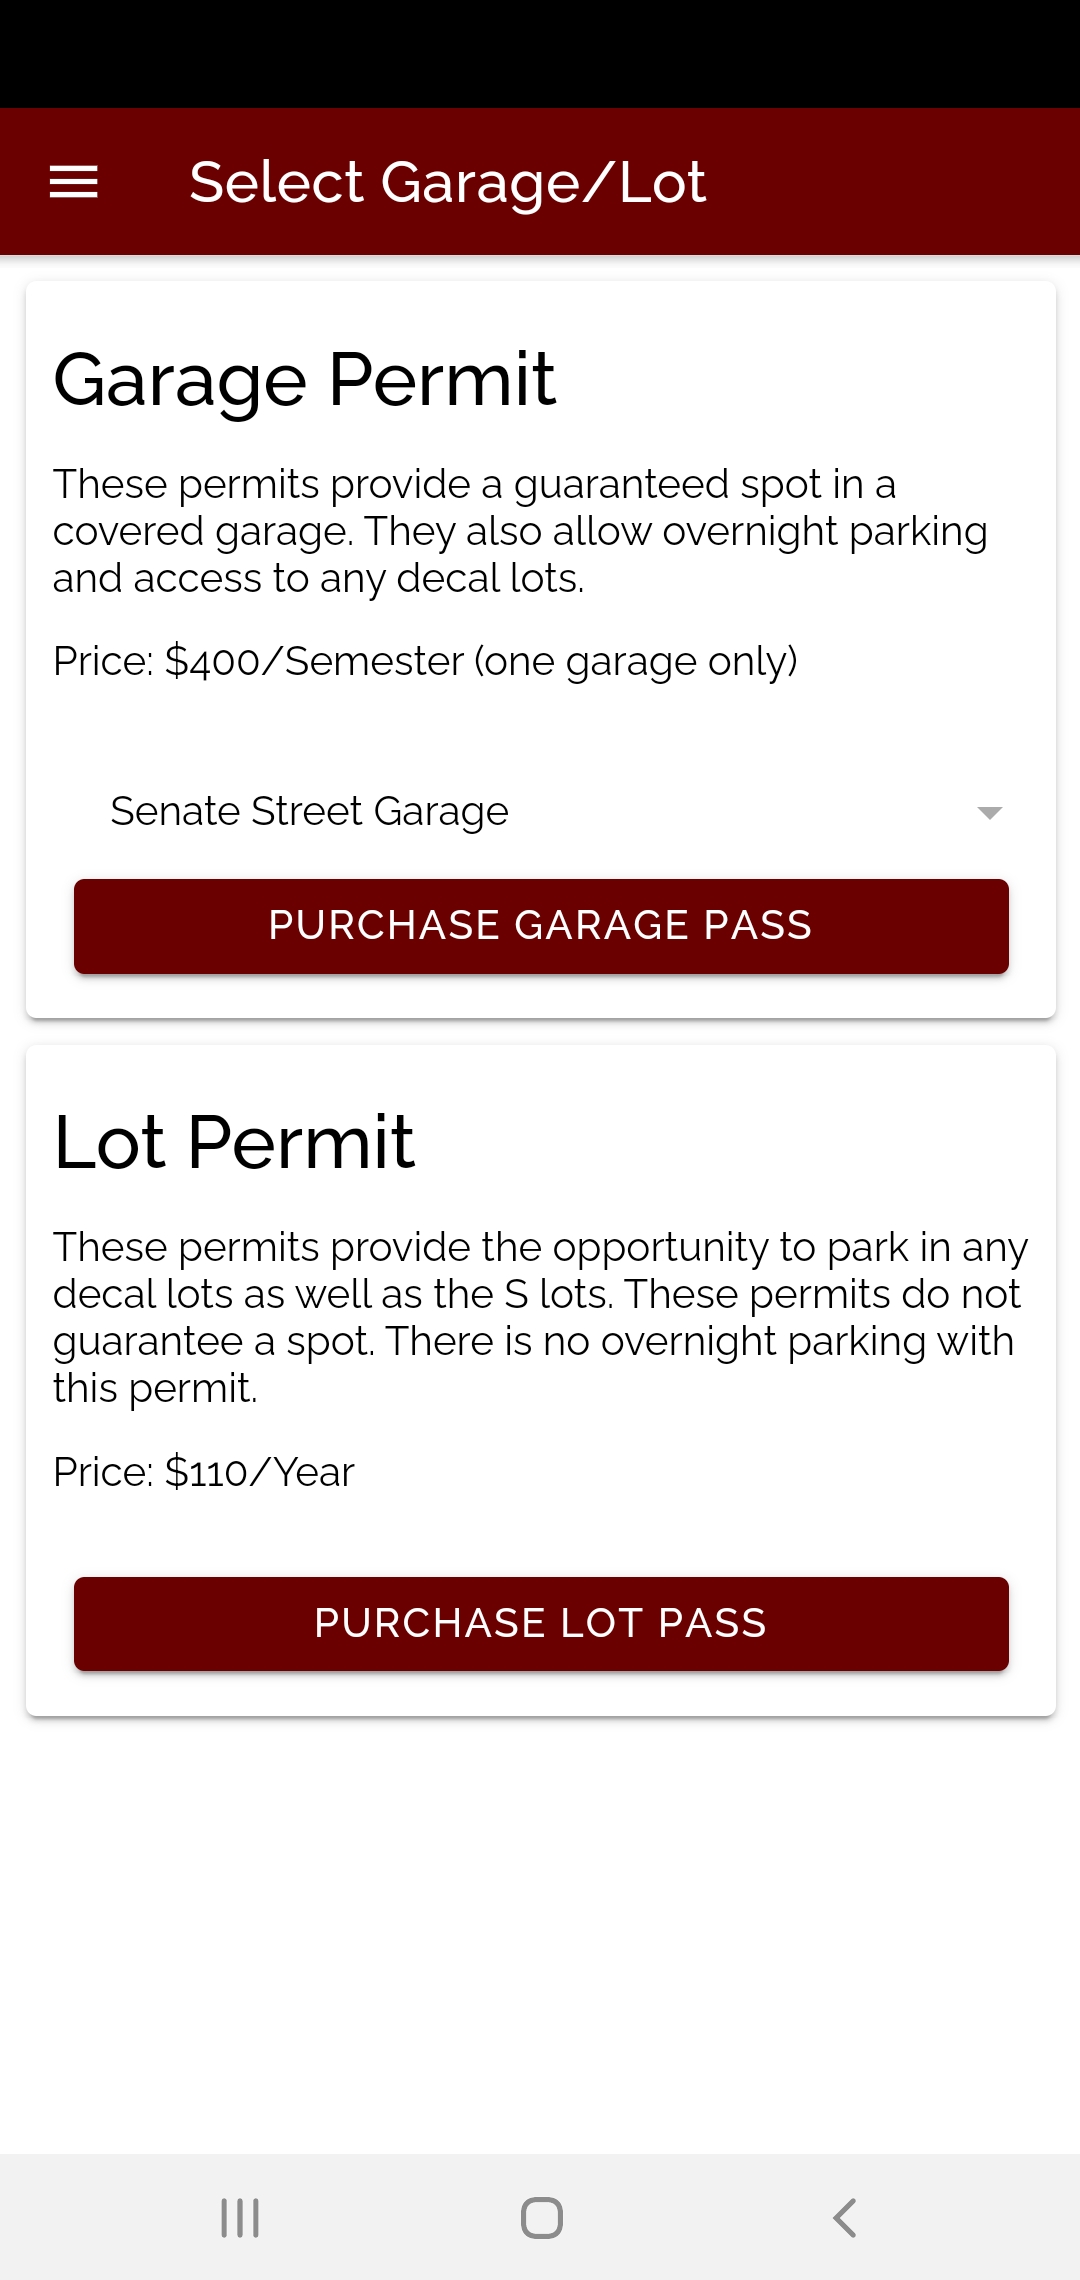 Select Garage/Lot
Garage Permit
These permits provide a guaranteed spot in a
covered garage. They also allow overnight parking
and access to any decal lots.
Price: $400/Semester (one garage only)
Senate Street Garage
PURCHASE GARAGE PASS
Lot Permit
These permits provide the opportunity to park in any
decal lots as well as the S lots. These permits do not
guarantee a spot. There is no overnight parking with
this permit.
Price: $110/Year
PURCHASE LOT PASS